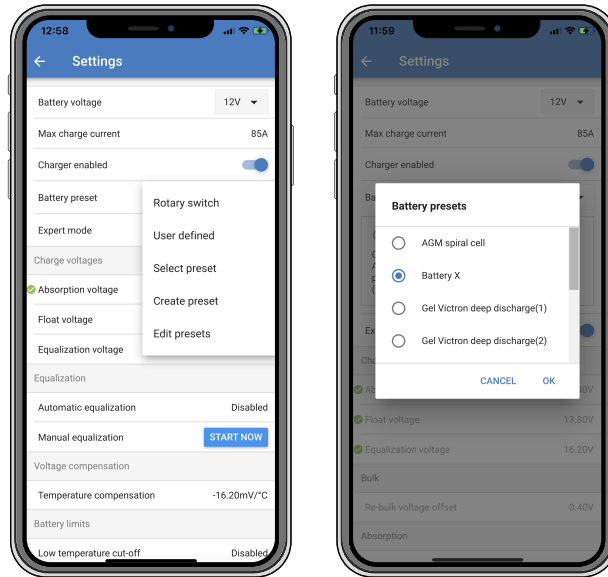 12:58
Settings
Battery voltage 12V
Max charge current 85A
Charger enabled
Battery preset
Expert mode
Rotary switch
User defined
Select preset
Create preset
Edit presets
Charge voltages
Absorption voltage
Float voltage
Equalization voltage
Equalization
Automatic equalization Disabled
Manual equalization START NOW
Voltage compensation
Temperature compensation -16.20mV/°C
Battery limits
Low temperature cut-off Disabled
11:59
Settings
Battery voltage 12V
Max charge current 85A
Charger enabled
Ba
Battery presets
AGM spiral cell
Battery X
Gel Victron deep discharge(1)
Gel Victron deep discharge(2)
CANCEL OK
Ex
Ch
Ab 0V
Float voltage 13.80V
Equalization voltage 16.20V
Bulk
Re-bulk voltage offset 0.40V
Absorption